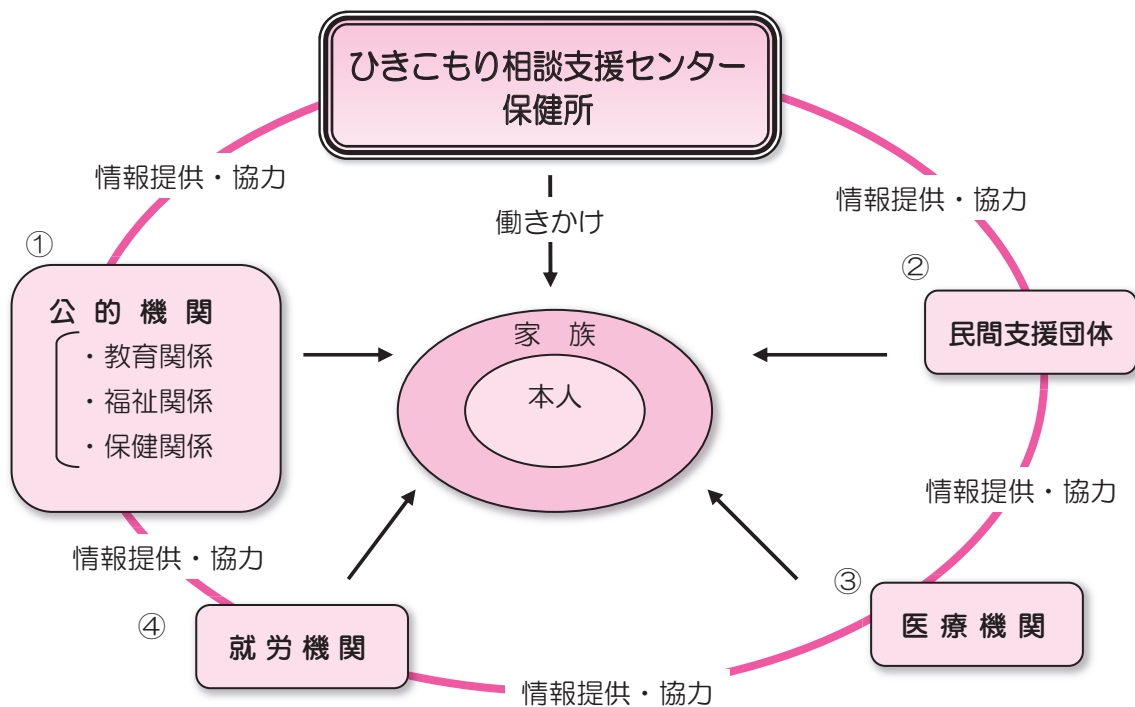 ひきこもり相談支援センター
保健所
情報提供・協力
情報提供・協力
働きかけ
①
公的機関
・教育関係
・福祉関係
・保健関係
②
民間支援団体
家 族
本人
情報提供・協力
情報提供・協力
③
医療機関
④
就労機関
情報提供・協力